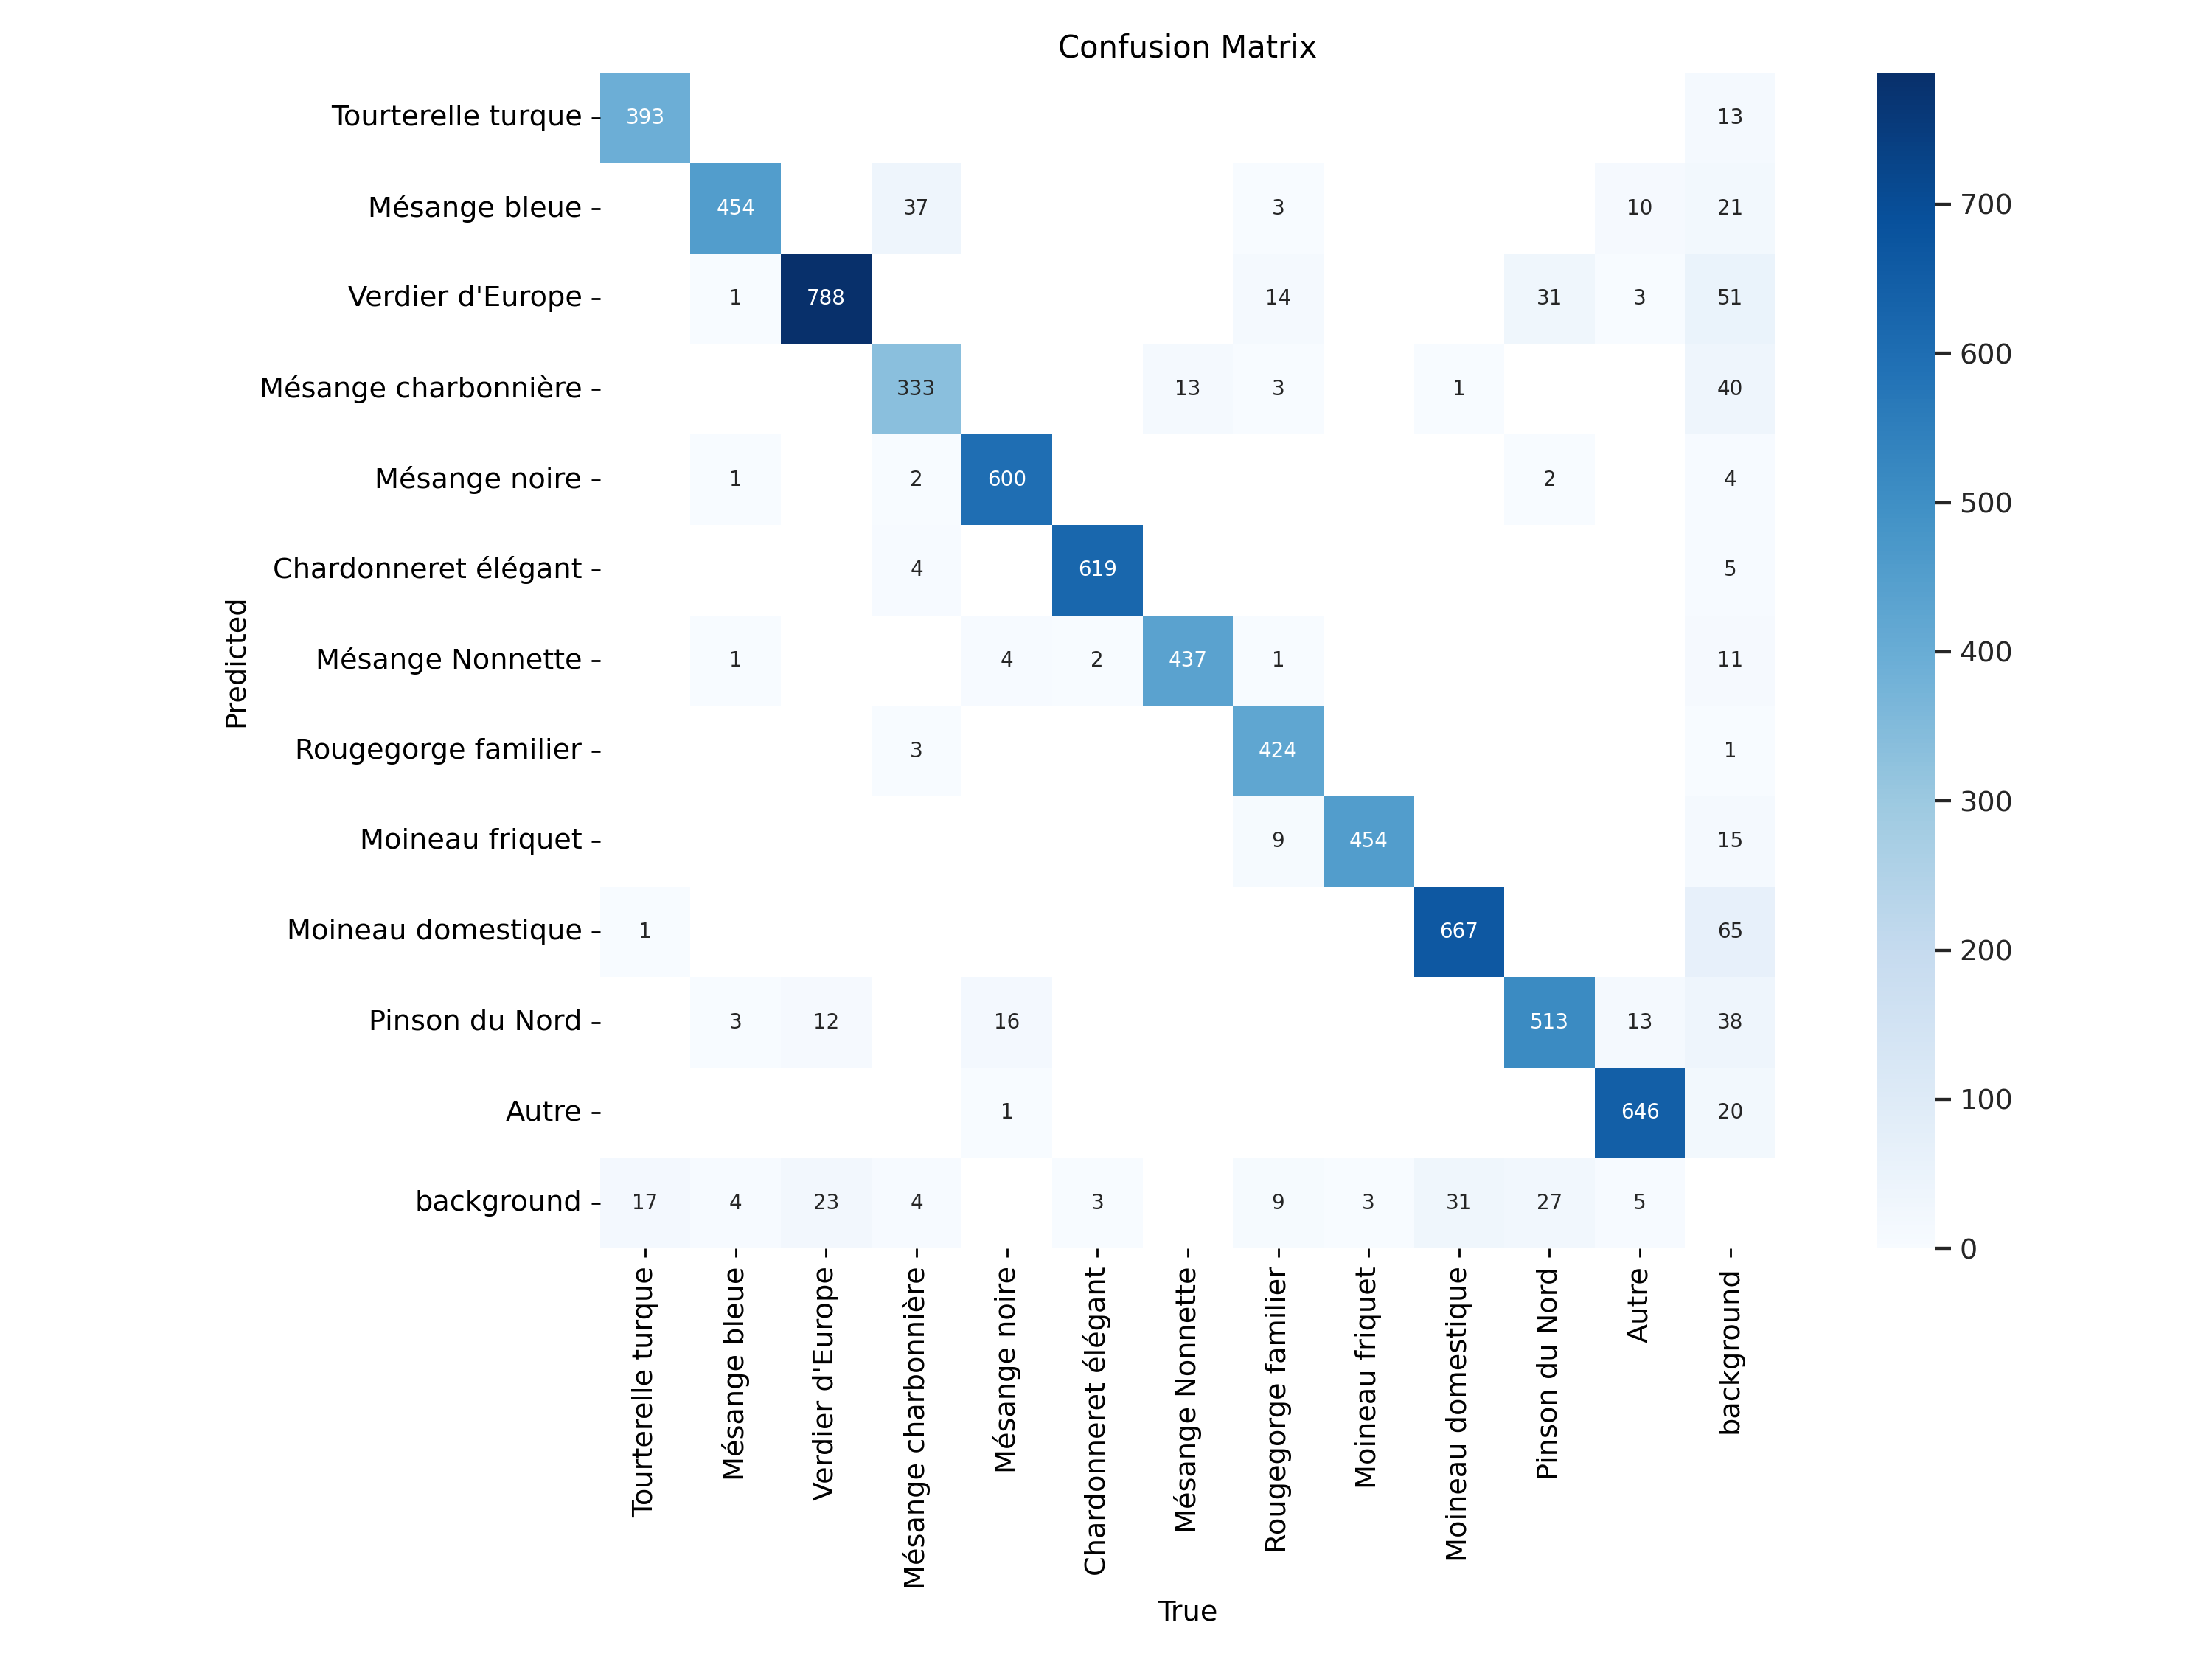 Confusion Matrix
Tourterelle turque 393 13
Mésange bleue 454 37 3 10 21
Verdier d'Europe 1 788 14 31 3 51
Mésange charbonnière 333 13 3 1 40
Mésange noire 1 2 600 2 4
Chardonneret élégant 4 619 5
Mésange Nonnette 1 4 2 437 1 11
Rougegorge familier 3 424 1
Moineau friquet 9 454 15
Moineau domestique 1 667 65
Pinson du Nord 3 12 16 513 13 38
Autre 1 646 20
background 17 4 23 4 3 9 3 31 27 5
Predicted
Tourterelle turque
Mésange bleue
Verdier d'Europe
Mésange charbonnière
Mésange noire
Chardonneret élégant
Mésange Nonnette
Rougegorge familier
Moineau friquet
Moineau domestique
Pinson du Nord
Autre
background
True
700
600
500
400
300
200
100
0